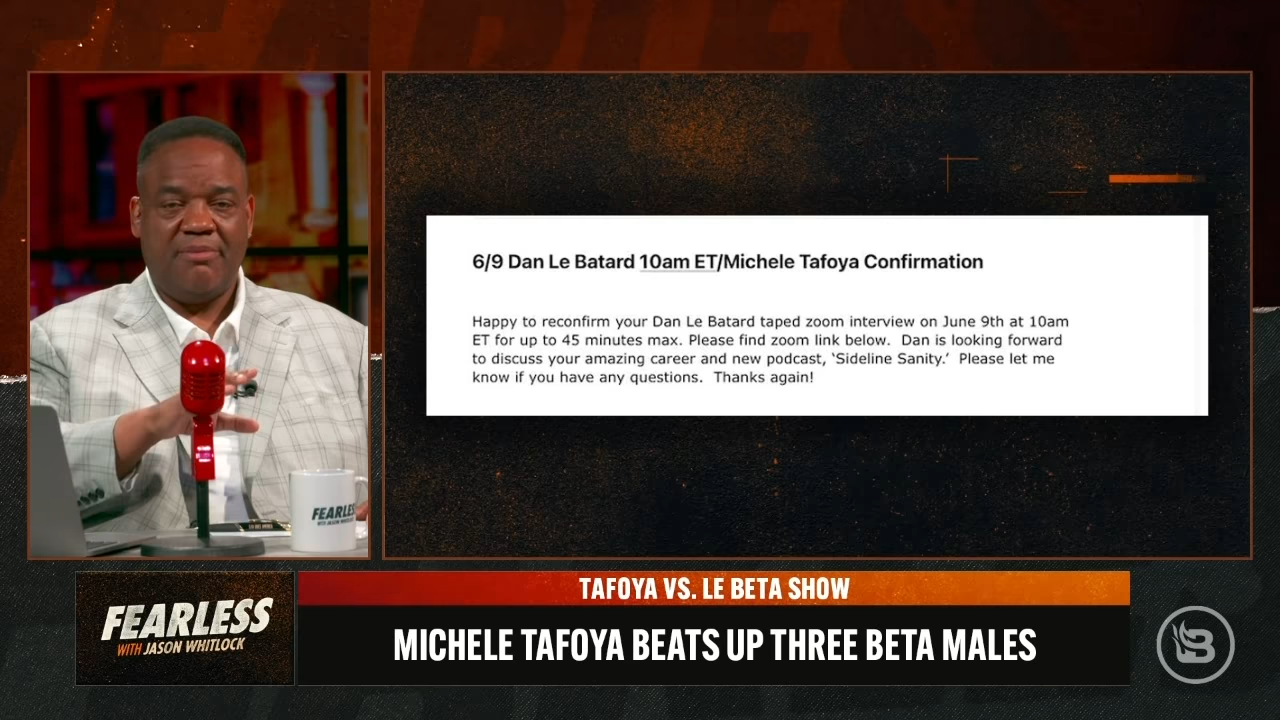 6/9 Dan Le Batard 10am ET/Michele Tafoya Confirmation
Happy to reconfirm your Dan Le Batard taped zoom interview on June 9th at 10am
ET for up to 45 minutes max. Please find zoom link below.  Dan is looking forward
to discuss your amazing career and new podcast, ‘Sideline Sanity.’  Please let me
know if you have any questions.  Thanks again!
FEARLESS
WITH JASON WHITLOCK
TAFOYA VS. LE BETA SHOW
FEARLESS
WITH JASON WHITLOCK
MICHELE TAFOYA BEATS UP THREE BETA MALES
B